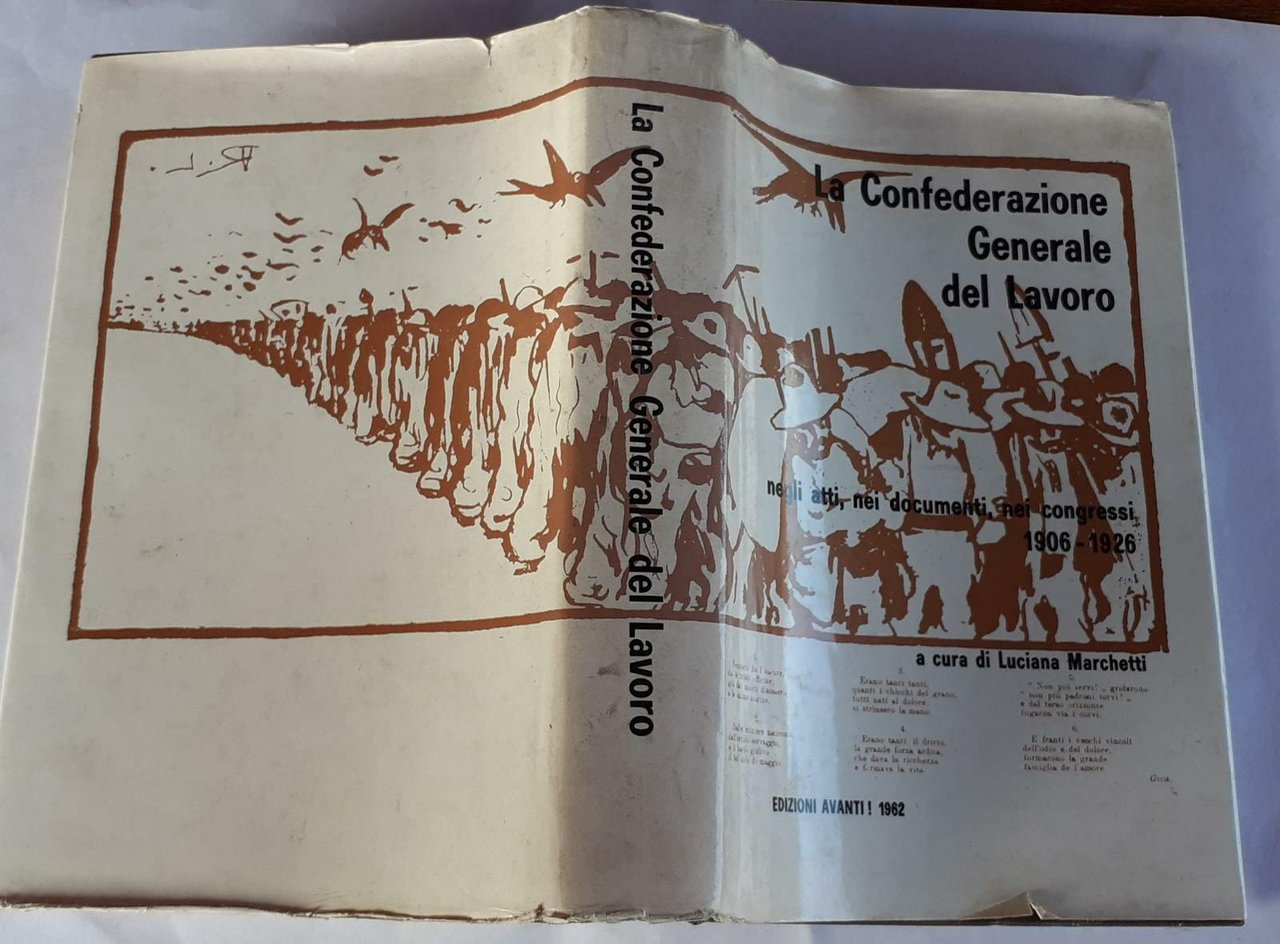 La Confederazione Generale del Lavoro
La Confederazione
Generale
del Lavoro
negli atti, nei documenti, nei congressi
1906-1926
a cura di Luciana Marchetti
1.
2.
3.
Erano tanti tanti,
quanti i chicchi del grano,
tutti nati al dolore
si strinsero la mano.
4.
Erano tanti: il diritto,
la grande forza ardita,
che dava la ricchezza
e formava la vita
5.
" Non più servi! „ gridarono
" non più padroni torvi! „
e dal terso orizzonte
fogaron via i corvi.
6.
E franti i vecchi vincoli
dell'odio e del dolore,
formarono la grande
famiglia de l'amore.
EDIZIONI AVANTI! 1962